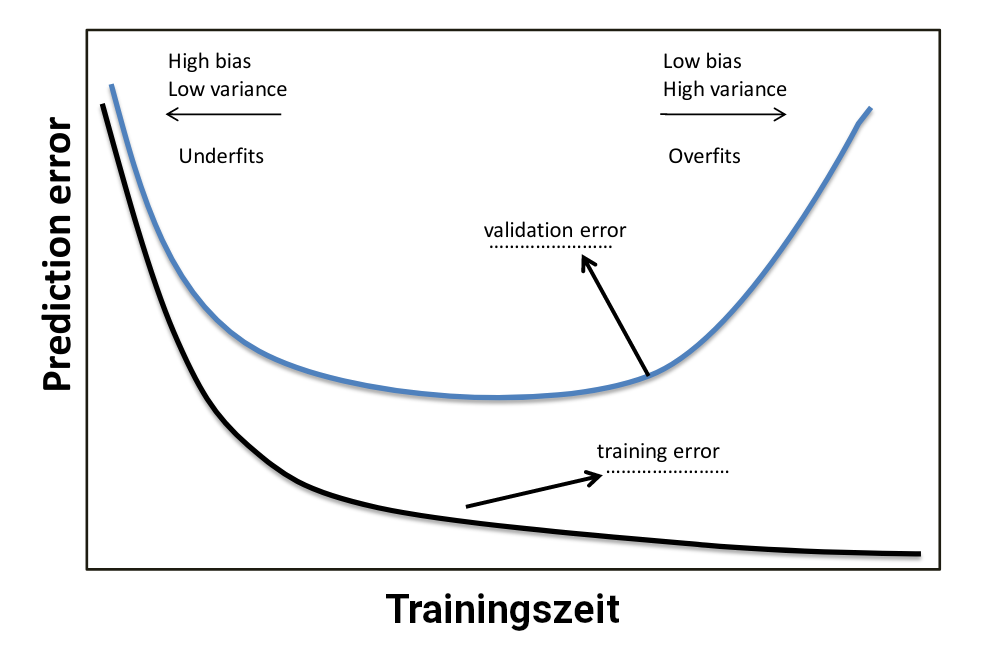 High bias
Low variance
Underfits
Low bias
High variance
Overfits
validation error
training error
Prediction error
Trainingszeit